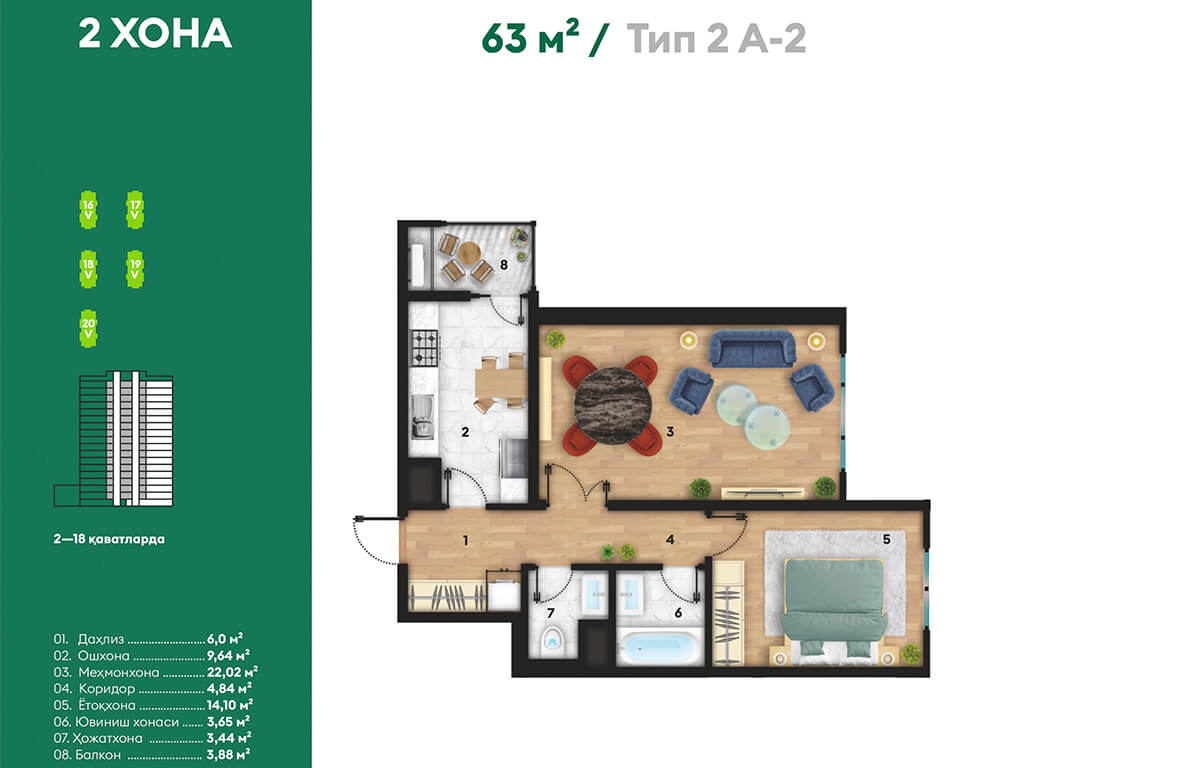 2 ХОНА
63 м² / Тип 2 А-2
16
V
17
V
18
V
19
V
20
V
2—18 қаватларда
01. Даҳлиз ................... 6,0 м²
02. Ошхона ................. 9,64 м²
03. Меҳмонхона ........... 22,02 м²
04. Коридор ................ 4,84 м²
05. Ётоқхона ................ 14,10 м²
06. Ювиниш хонаси ...... 3,65 м²
07. Ҳожатхона ............. 3,44 м²
08. Балкон .................. 3,88 м²
8
2
3
1
4
5
7
6